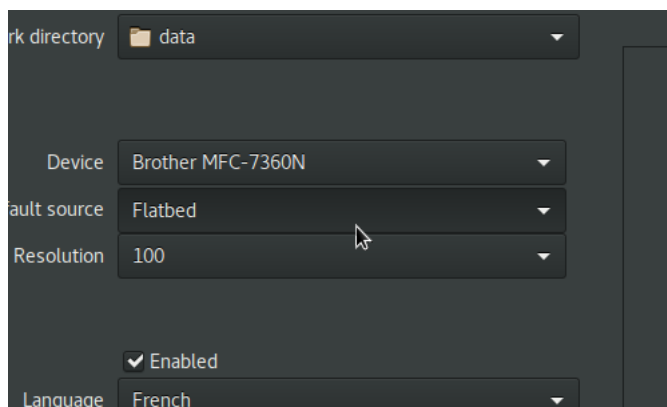 rk directory data
Device Brother MFC-7360N
fault source Flatbed
Resolution 100
Enabled
Language French